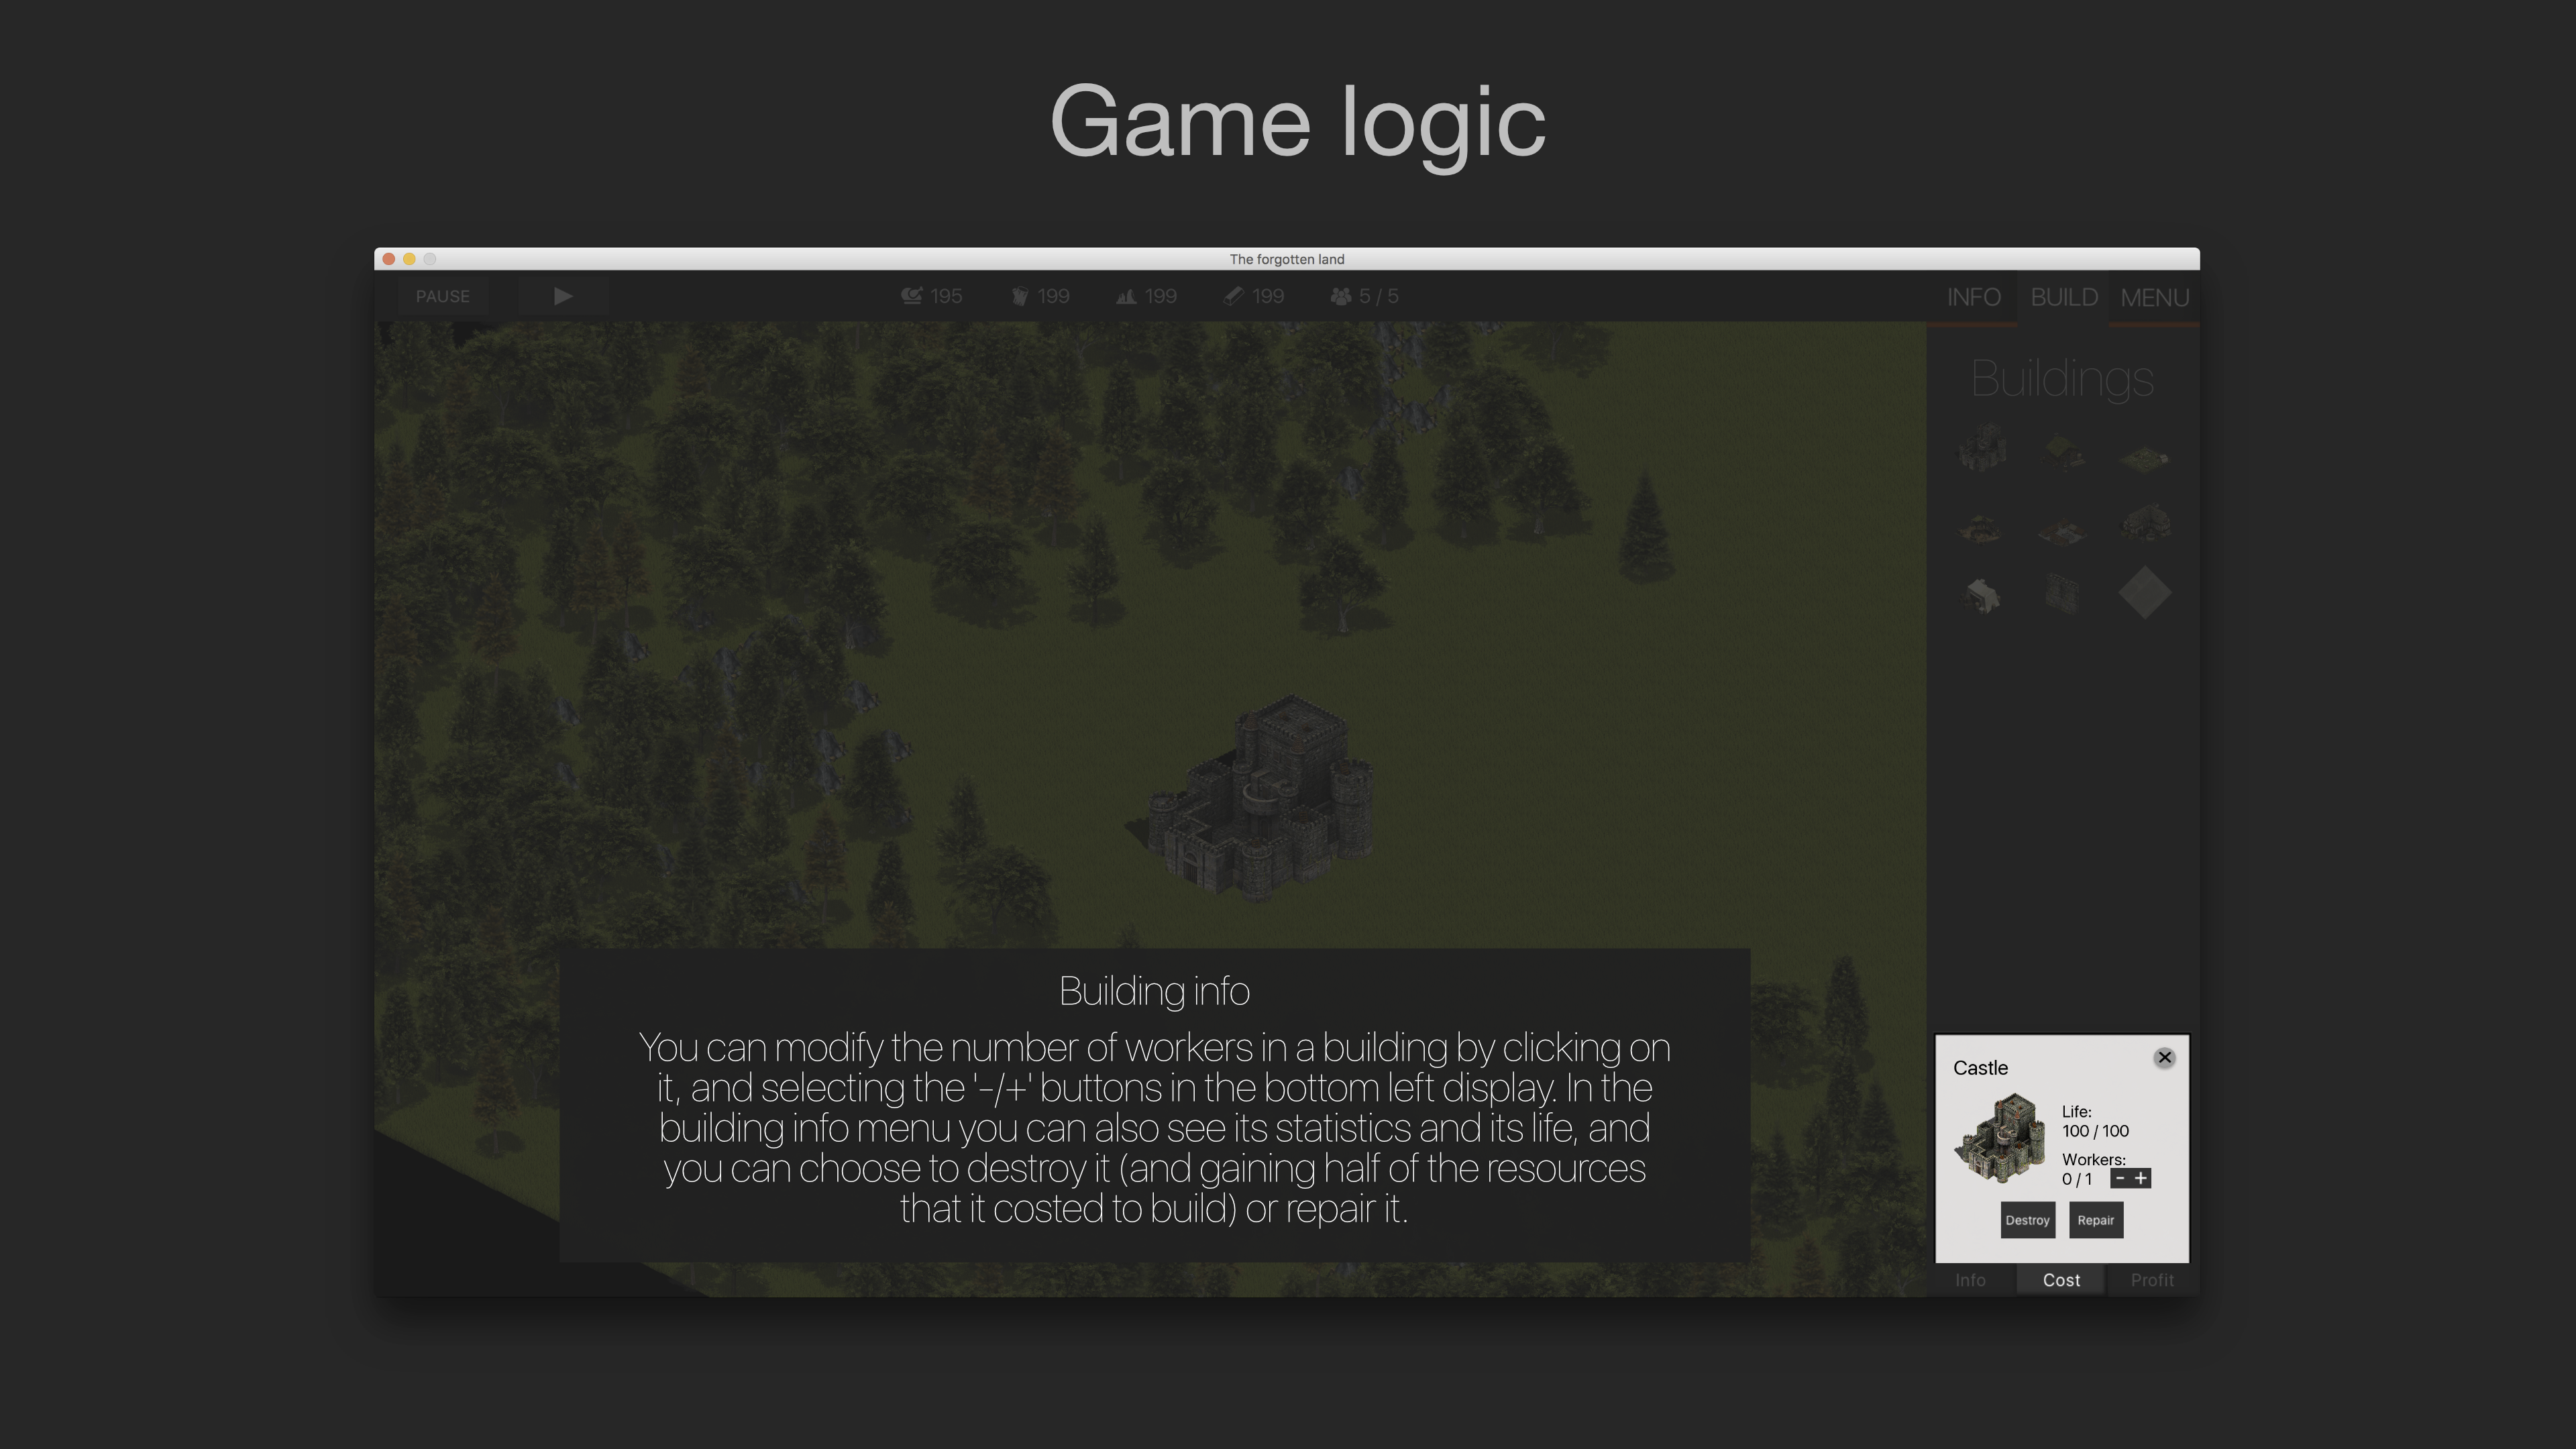 Game logic
The forgotten land
PAUSE
195
199
199
199
5 / 5
INFO
BUILD
MENU
Buildings
Building info
You can modify the number of workers in a building by clicking on
it, and selecting the '-/+' buttons in the bottom left display. In the
building info menu you can also see its statistics and its life, and
you can choose to destroy it (and gaining half of the resources
that it costed to build) or repair it.
Castle
Life:
100 / 100
Workers:
0 / 1 - +
Destroy Repair
Info Cost Profit